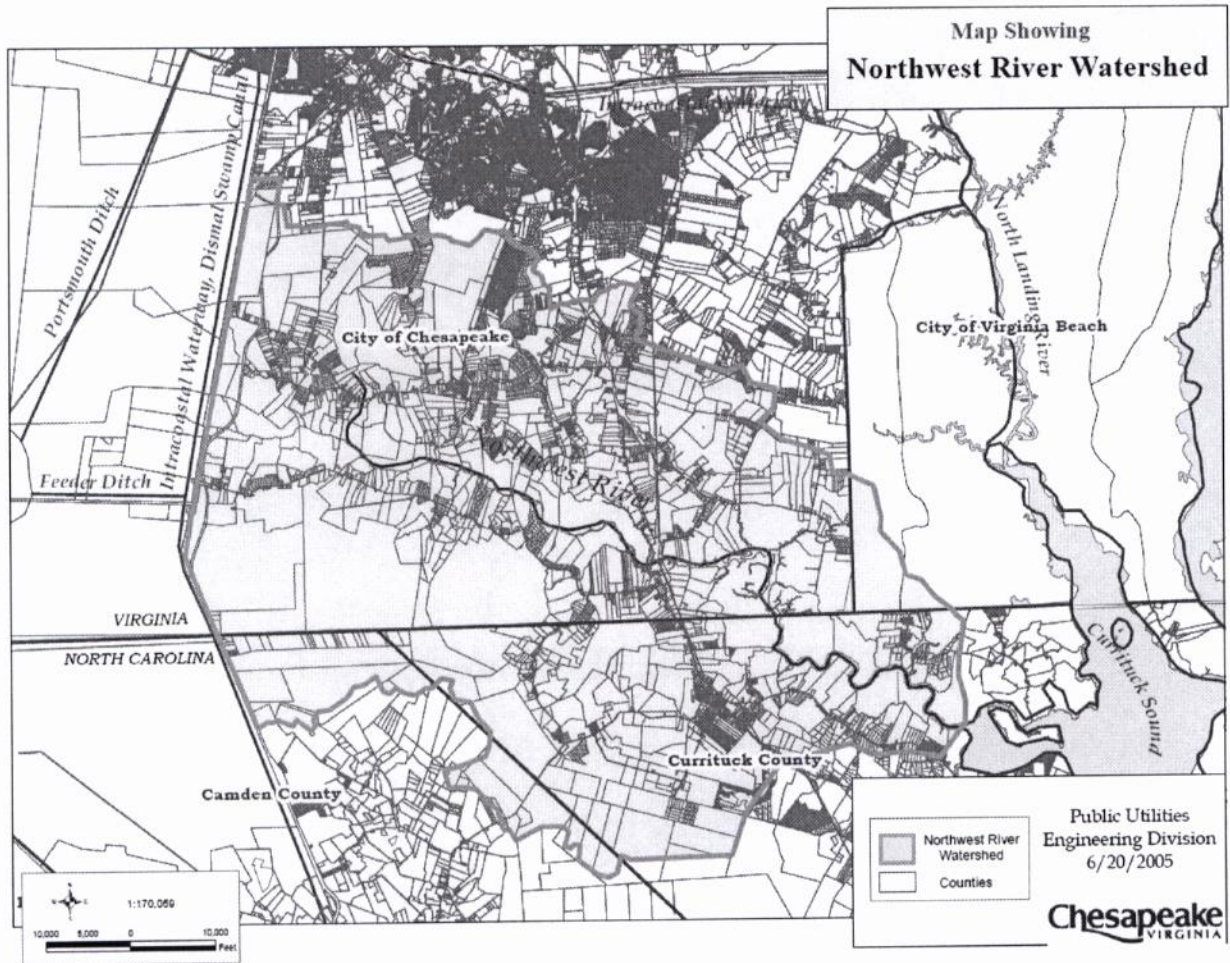 Map Showing
Northwest River Watershed
Intracoastal Waterway
Portsmouth Ditch
Intracoastal Waterway, Dismal Swamp Canal
North Landing River
City of Chesapeake
City of Virginia Beach
Northwest River
Feeder Ditch
VIRGINIA
NORTH CAROLINA
Currituck Sound
Currituck County
Camden County
Northwest River
Watershed
Counties
Public Utilities
Engineering Division
6/20/2005
Chesapeake
VIRGINIA
N
W
E
S
1:170,069
10,000 5,000 0 10,000
Feet